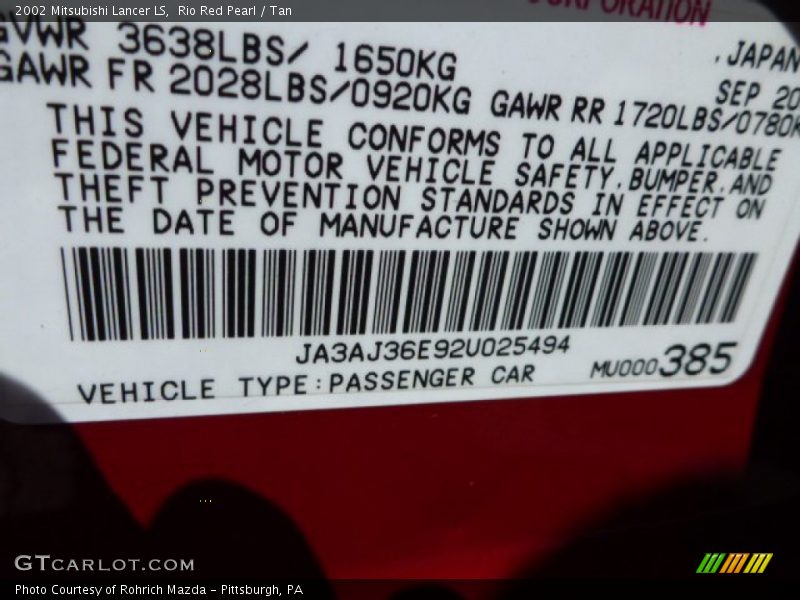 2002 Mitsubishi Lancer LS,  Rio Red Pearl / Tan
CORPORATION
GVWR 3638LBS/ 1650KG
, JAPAN
GAWR FR 2028LBS/0920KG GAWR RR 1720LBS/0780K
SEP 20
THIS VEHICLE CONFORMS TO ALL APPLICABLE
FEDERAL MOTOR VEHICLE SAFETY, BUMPER, AND
THEFT PREVENTION STANDARDS IN EFFECT ON
THE DATE OF MANUFACTURE SHOWN ABOVE.
JA3AJ36E92U025494
VEHICLE TYPE:PASSENGER CAR
MU000385
GTCARLOT.COM
Photo Courtesy of Rohrich Mazda - Pittsburgh, PA